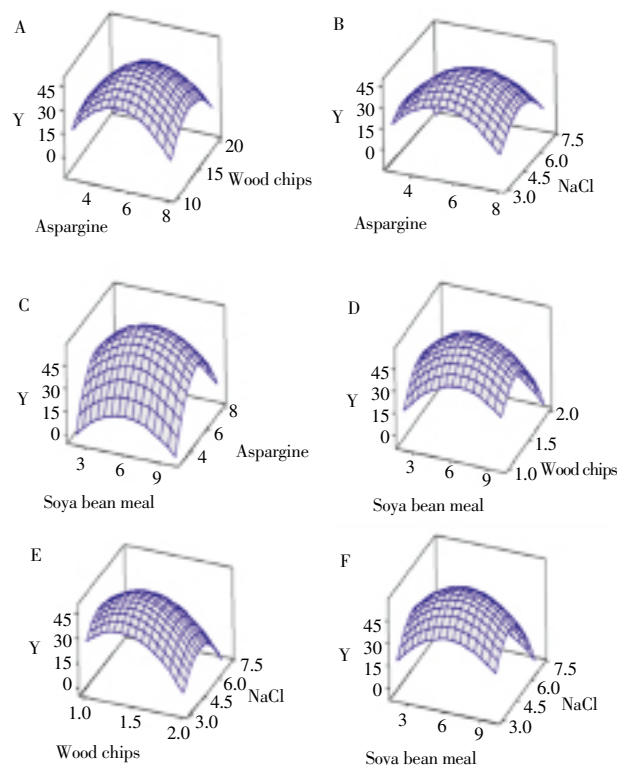 A
45
30
Y
15
0
20
15 Wood chips
4
6
8 10
Aspargine
B
45
30
Y
15
0
7.5
6.0
4.5 NaCl
4
6
8 3.0
Aspargine
C
45
30
Y
15
0
8
6
4 Aspargine
3
6
9
Soya bean meal
D
45
30
Y
15
0
2.0
1.5
3
6
9 1.0 Wood chips
Soya bean meal
E
45
30
Y
15
0
7.5
6.0
4.5 NaCl
1.0
1.5
2.0 3.0
Wood chips
F
45
30
Y
15
0
7.5
6.0
4.5 NaCl
3
6
9 3.0
Soya bean meal